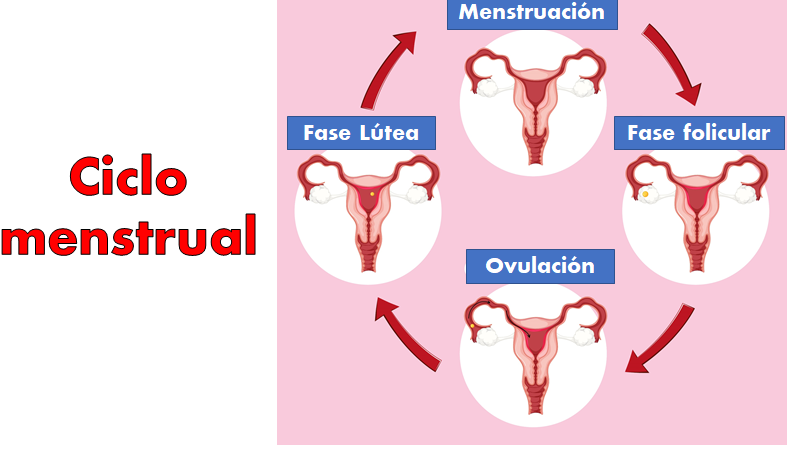 Ciclo
menstrual
Menstruación
Fase Lútea
Fase folicular
Ovulación